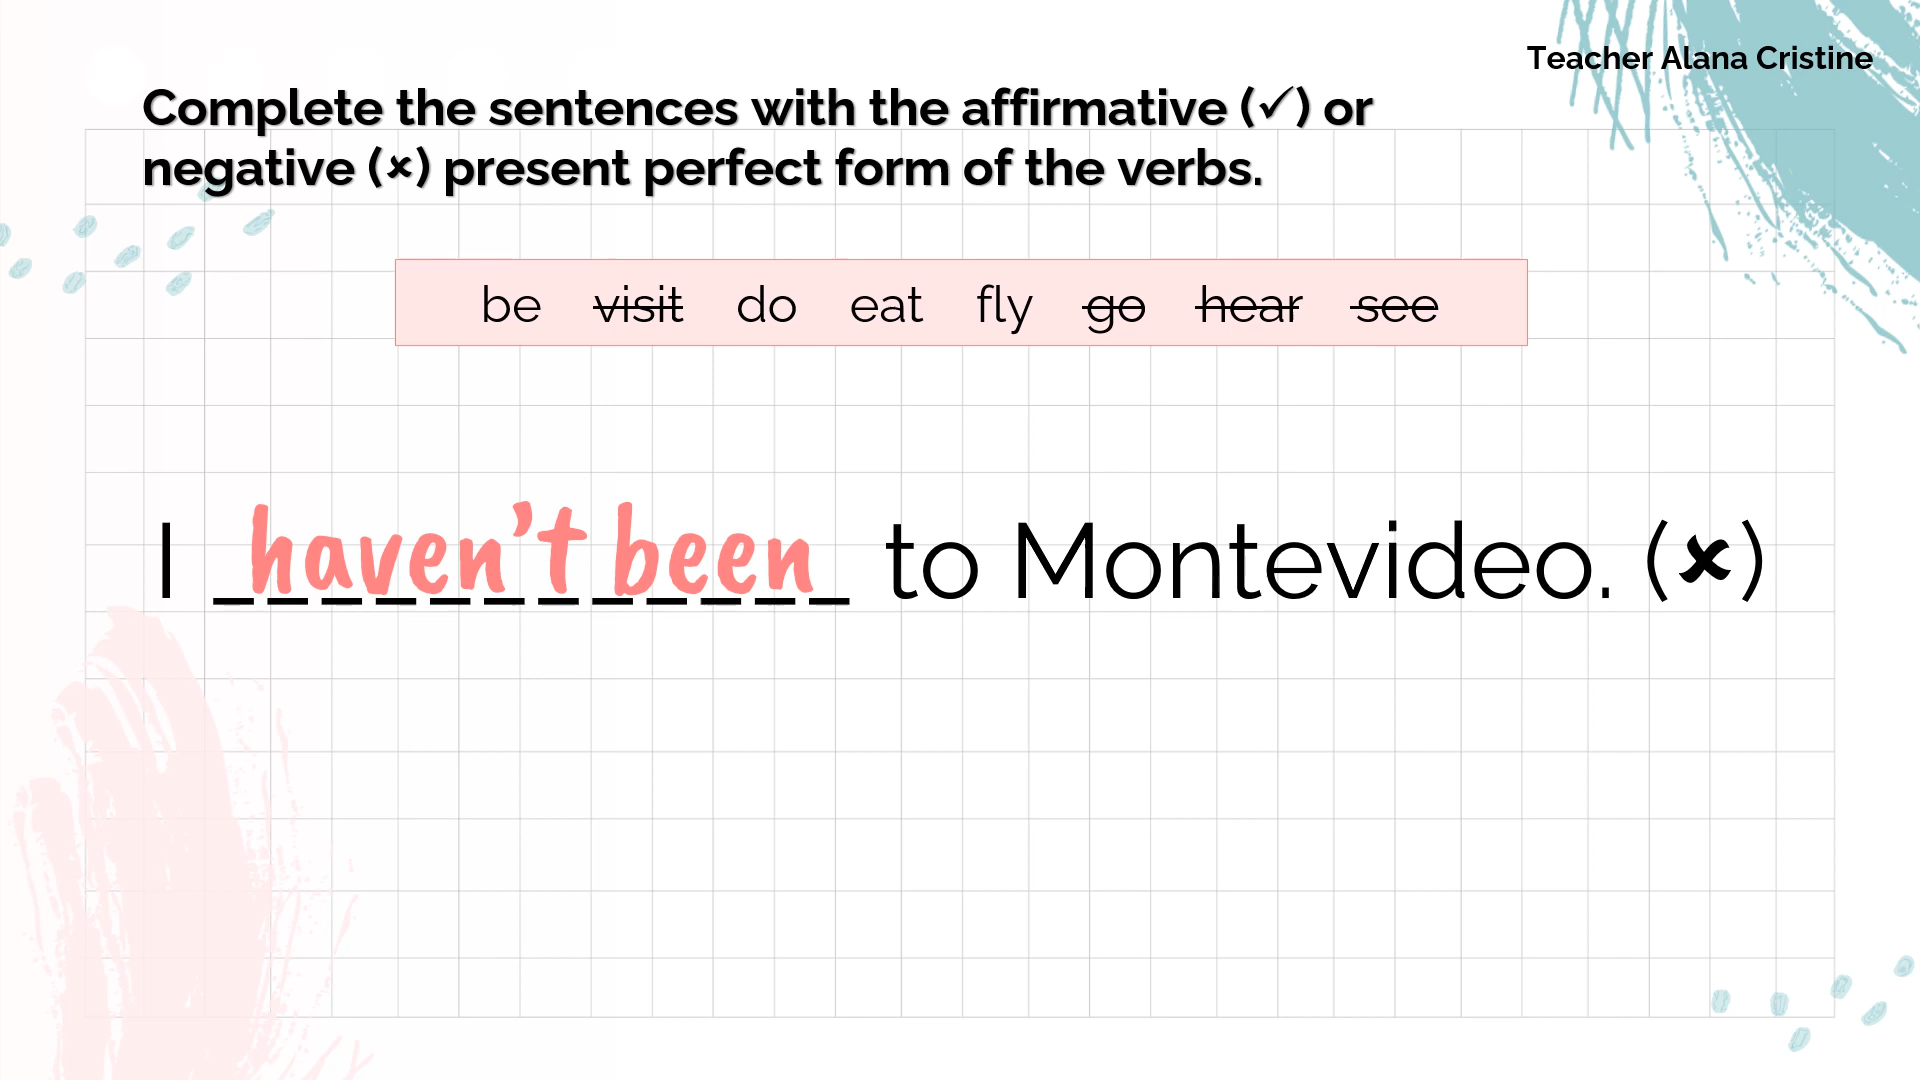 Teacher Alana Cristine
Complete the sentences with the affirmative (✓) or
negative (✗) present perfect form of the verbs.
be visit do eat fly go hear see
I haven’t been to Montevideo. (✗)